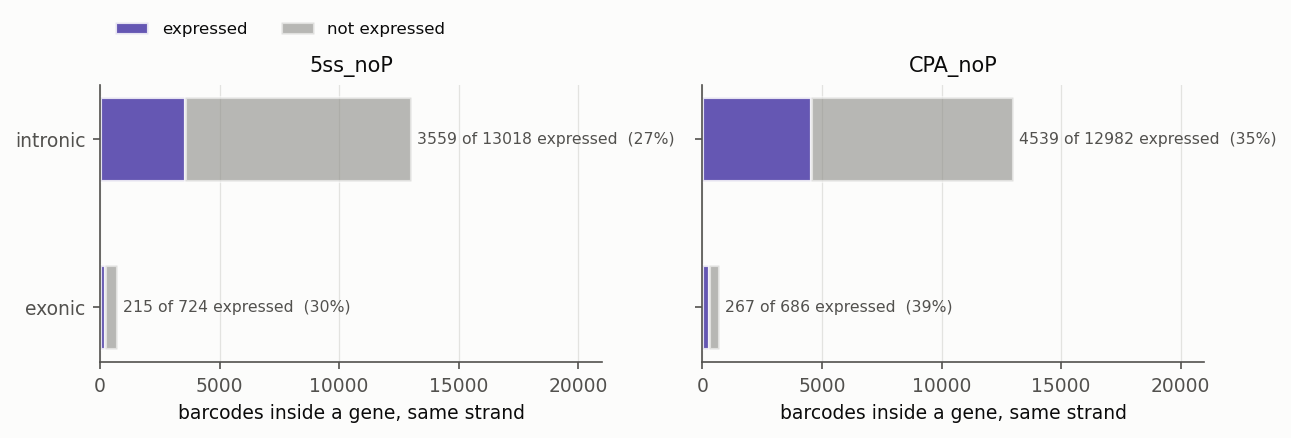 expressed
not expressed
5ss_noP
CPA_noP
intronic
3559 of 13018 expressed (27%)
4539 of 12982 expressed (35%)
exonic
215 of 724 expressed (30%)
267 of 686 expressed (39%)
0 5000 10000 15000 20000
0 5000 10000 15000 20000
barcodes inside a gene, same strand
barcodes inside a gene, same strand